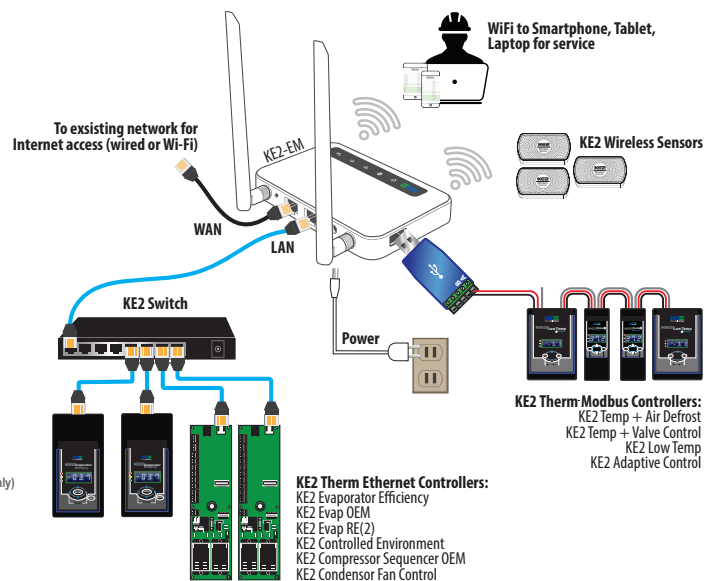 WiFi to Smartphone, Tablet,
Laptop for service
To exsisting network for
Internet access (wired or Wi-Fi)
KE2-EM
KE2 Wireless Sensors
WAN
LAN
KE2 Switch
Power
KE2 Therm Modbus Controllers:
KE2 Temp + Air Defrost
KE2 Temp + Valve Control
KE2 Low Temp
KE2 Adaptive Control
nly)
KE2 Therm Ethernet Controllers:
KE2 Evaporator Efficiency
KE2 Evap OEM
KE2 Evap RE(2)
KE2 Controlled Environment
KE2 Compressor Sequencer OEM
KE2 Condensor Fan Control